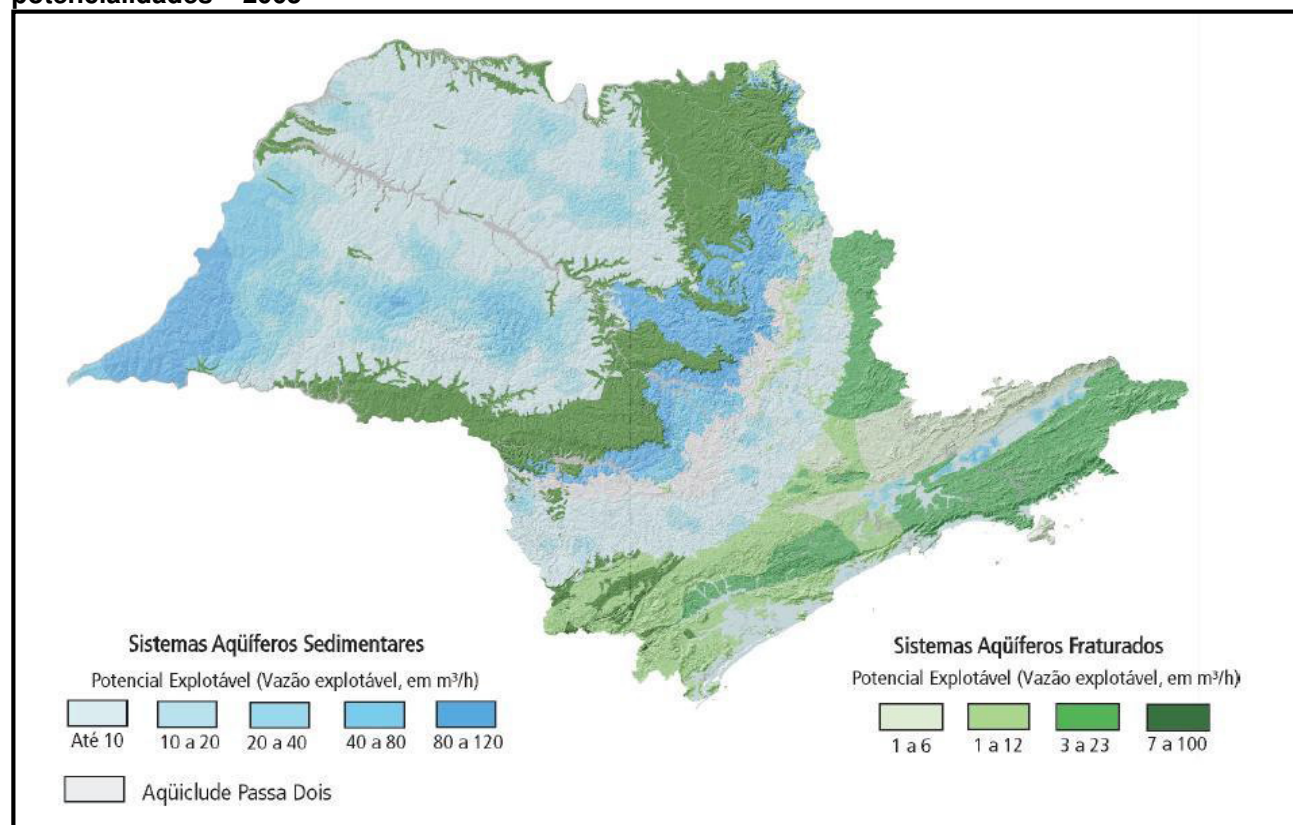 potencialidados – 2005
Sistemas Aqüíferos Sedimentares
Potencial Explotável (Vazão explotável, em m³/h)
Até 10
10 a 20
20 a 40
40 a 80
80 a 120
Aqüiclude Passa Dois
Sistemas Aqüíferos Fraturados
Potencial Explotável (Vazão explotável, em m³/h)
1 a 6
1 a 12
3 a 23
7 a 100